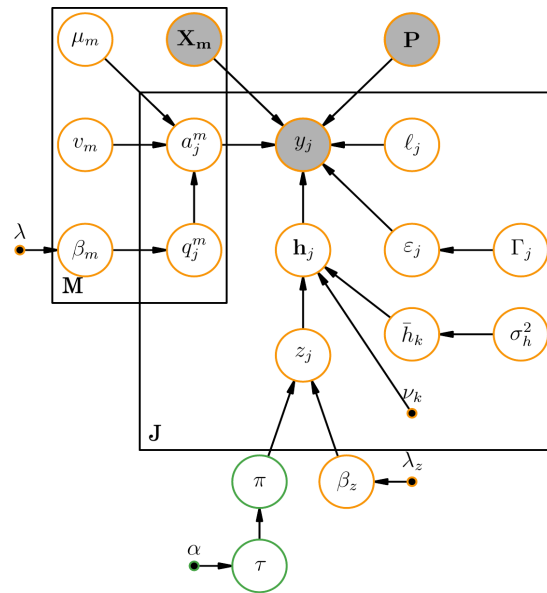 μ_m X_m P
v_m a_j^m y_j ℓ_j
λ β_m q_j^m h_j ε_j Γ_j
M
z_j h̄_k σ_h^2
ν_k
J
π β_z λ_z
α τ